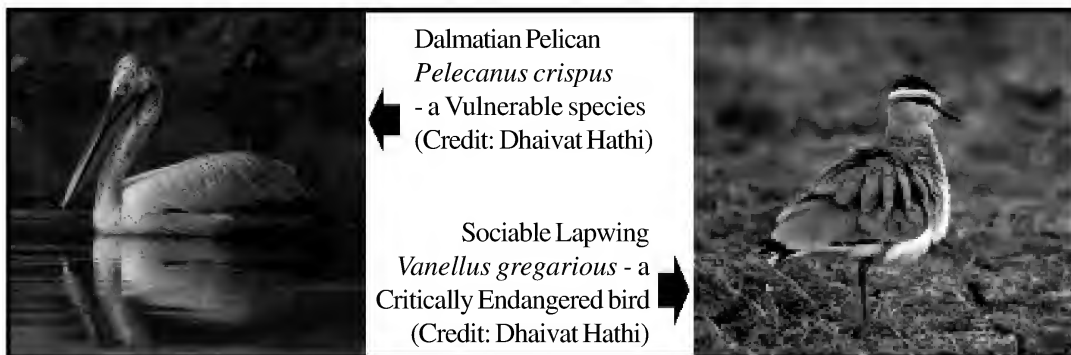 Dalmatian Pelican
Pelecanus crispus
- a Vulnerable species
(Credit: Dhaivat Hathi)
Sociable Lapwing
Vanellus gregarious - a
Critically Endangered bird
(Credit: Dhaivat Hathi)